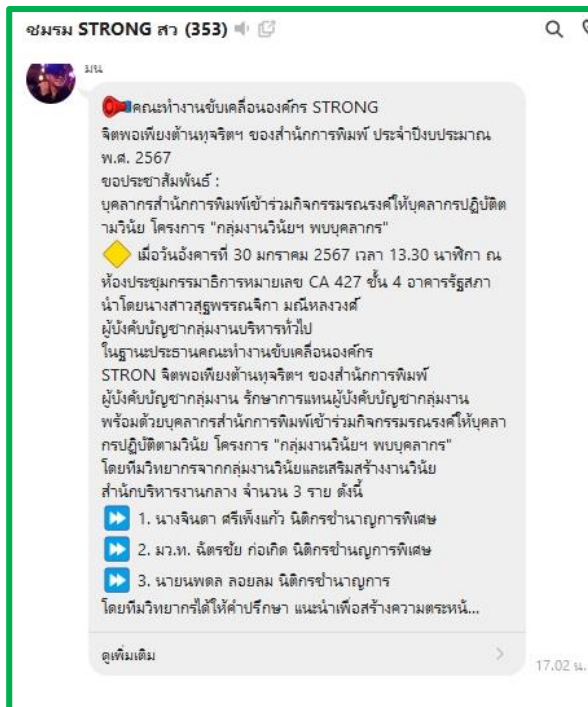 ชมรม STRONG สว (353)
มน
คณะทำงานขับเคลื่อนองค์กร STRONG
จิตพอเพียงต้านทุจริตฯ ของสำนักการพิมพ์ ประจำปีงบประมาณ
พ.ศ. 2567
ขอประชาสัมพันธ์ :
บุคลากรสำนักการพิมพ์เข้าร่วมกิจกรรมรณรงค์ให้บุคลากรปฏิบัติต
ามวินัย โครงการ "กลุ่มงานวินัยฯ พบบุคลากร"
เมื่อวันอังคารที่ 30 มกราคม 2567 เวลา 13.30 นาฬิกา ณ
ห้องประชุมกรรมาธิการหมายเลข CA 427 ชั้น 4 อาคารรัฐสภา
นำโดยนางสาวสุฐพรรณจิกา มณีหลงวงศ์
ผู้บังคับบัญชากลุ่มงานบริหารทั่วไป
ในฐานะประธานคณะทำงานขับเคลื่อนองค์กร
STRON จิตพอเพียงต้านทุจริตฯ ของสำนักการพิมพ์
ผู้บังคับบัญชากลุ่มงาน รักษาการแทนผู้บังคับบัญชากลุ่มงาน
พร้อมด้วยบุคลากรสำนักการพิมพ์เข้าร่วมกิจกรรมรณรงค์ให้บุคลา
กรปฏิบัติตามวินัย โครงการ "กลุ่มงานวินัยฯ พบบุคลากร"
โดยทีมวิทยากรจากกลุ่มงานวินัยและเสริมสร้างงานวินัย
สำนักบริหารงานกลาง จำนวน 3 ราย ดังนี้
1. นางจินดา ศรีเพ็งแก้ว นิติกรชำนาญการพิเศษ
2. มว.ท. ฉัตรชัย ก่อเกิด นิติกรชำนญการพิเศษ
3. นายนพดล ลอยลม นิติกรชำนาญการ
โดยทีมวิทยากรได้ให้คำปรึกษา แนะนำเพื่อสร้างความตระหนั...
ดูเพิ่มเติม
17.02 น.